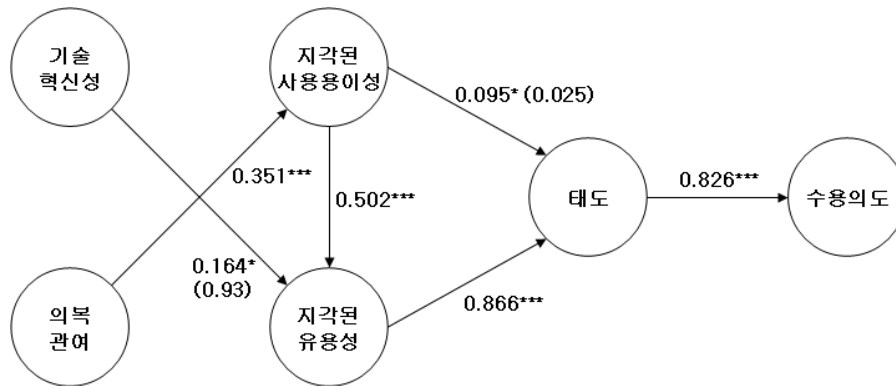 기술
혁신성
지각된
사용용이성
0.095* (0.025)
0.351***
0.502***
태도
0.826***
수용의도
0.164*
(0.93)
의복
관여
지각된
유용성
0.866***